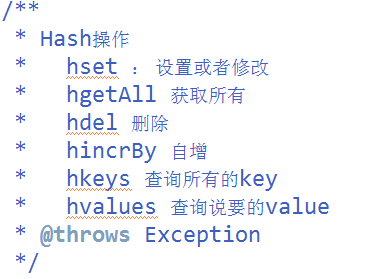 /**
* Hash操作
* hset : 设置或者修改
* hgetAll 获取所有
* hdel 删除
* hincrBy 自增
* hkeys 查询所有的key
* hvalues 查询说要的value
* @throws Exception
*/